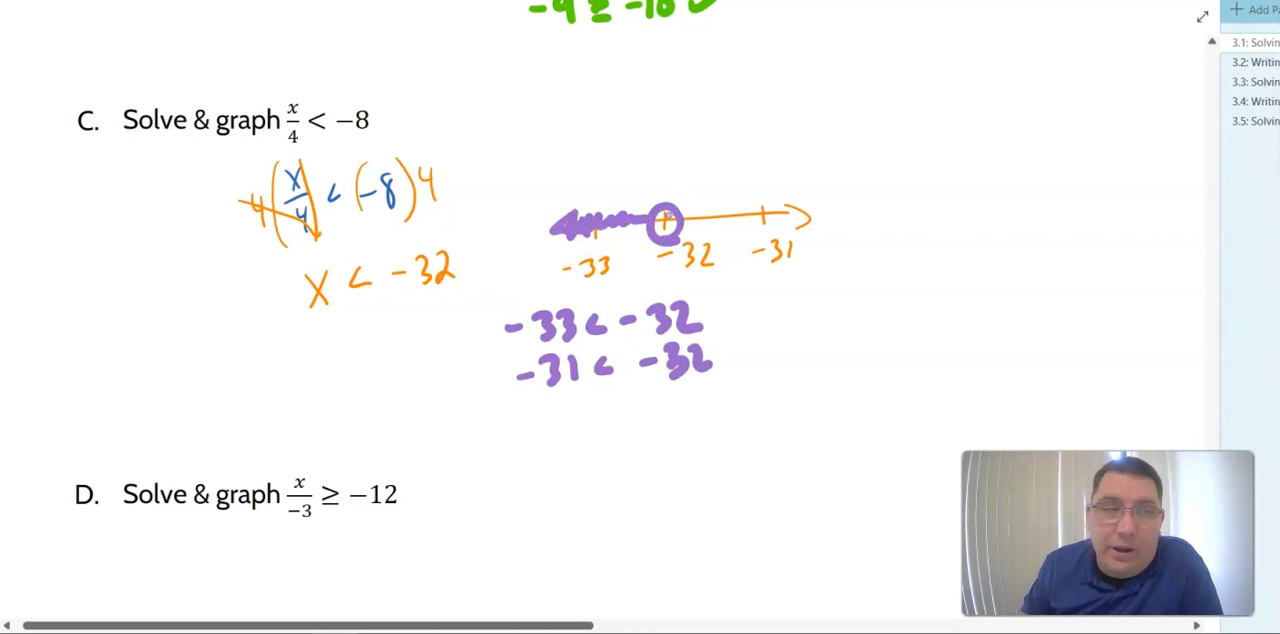 + Add Pa
3.1: Solvin
3.2: Writin
3.3: Solvin
3.4: Writin
3.5: Solvin
C. Solve & graph x/4 < −8
4(x/4) < (-8)4
x < -32
-33 -32 -31
-33 < -32
-31 < -32
D. Solve & graph x/−3 ≥ −12